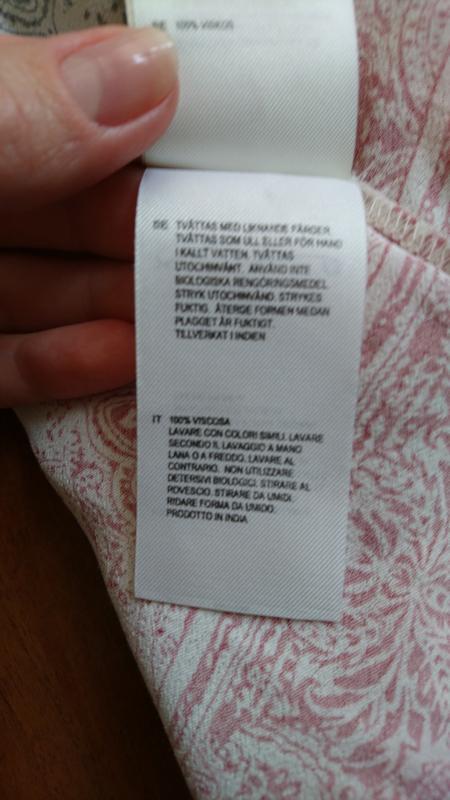 SE 100% VISKOS
SE TVÄTTAS MED LIKNANDE FÄRGER.
TVÄTTAS SOM ULL ELLER FÖR HAND
I KALLT VATTEN. TVÄTTAS
UTOCHINVÄNT. ANVÄND INTE
BIOLOGISKA RENGÖRINGSMEDEL.
STRYK UTOCHINVÄND. STRYKES
FUKTIG. ÅTERGE FORMEN MEDAN
PLAGGET ÄR FUKTIGT.
TILLVERKAT I INDIEN
IT 100% VISCOSA
LAVARE CON COLORI SIMILI. LAVARE
SECONDO IL LAVAGGIO A MANO
LANA O A FREDDO. LAVARE AL
CONTRARIO. NON UTILIZZARE
DETERSIVI BIOLOGICI. STIRARE AL
ROVESCIO. STIRARE DA UMIDI.
RIDARE FORMA DA UMIDO.
PRODOTTO IN INDIA